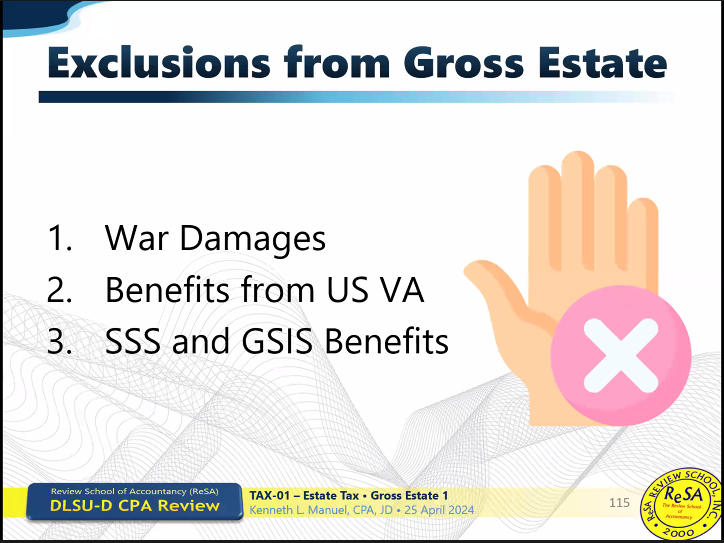 Exclusions from Gross Estate
1. War Damages
2. Benefits from US VA
3. SSS and GSIS Benefits
Review School of Accountancy (ReSA)
DLSU-D CPA Review
TAX-01 – Estate Tax • Gross Estate 1
Kenneth L. Manuel, CPA, JD • 25 April 2024
115
ReSA REVIEW SCHOOL, INC.
ReSA
The Review School
of
Accountancy
• 2000 •